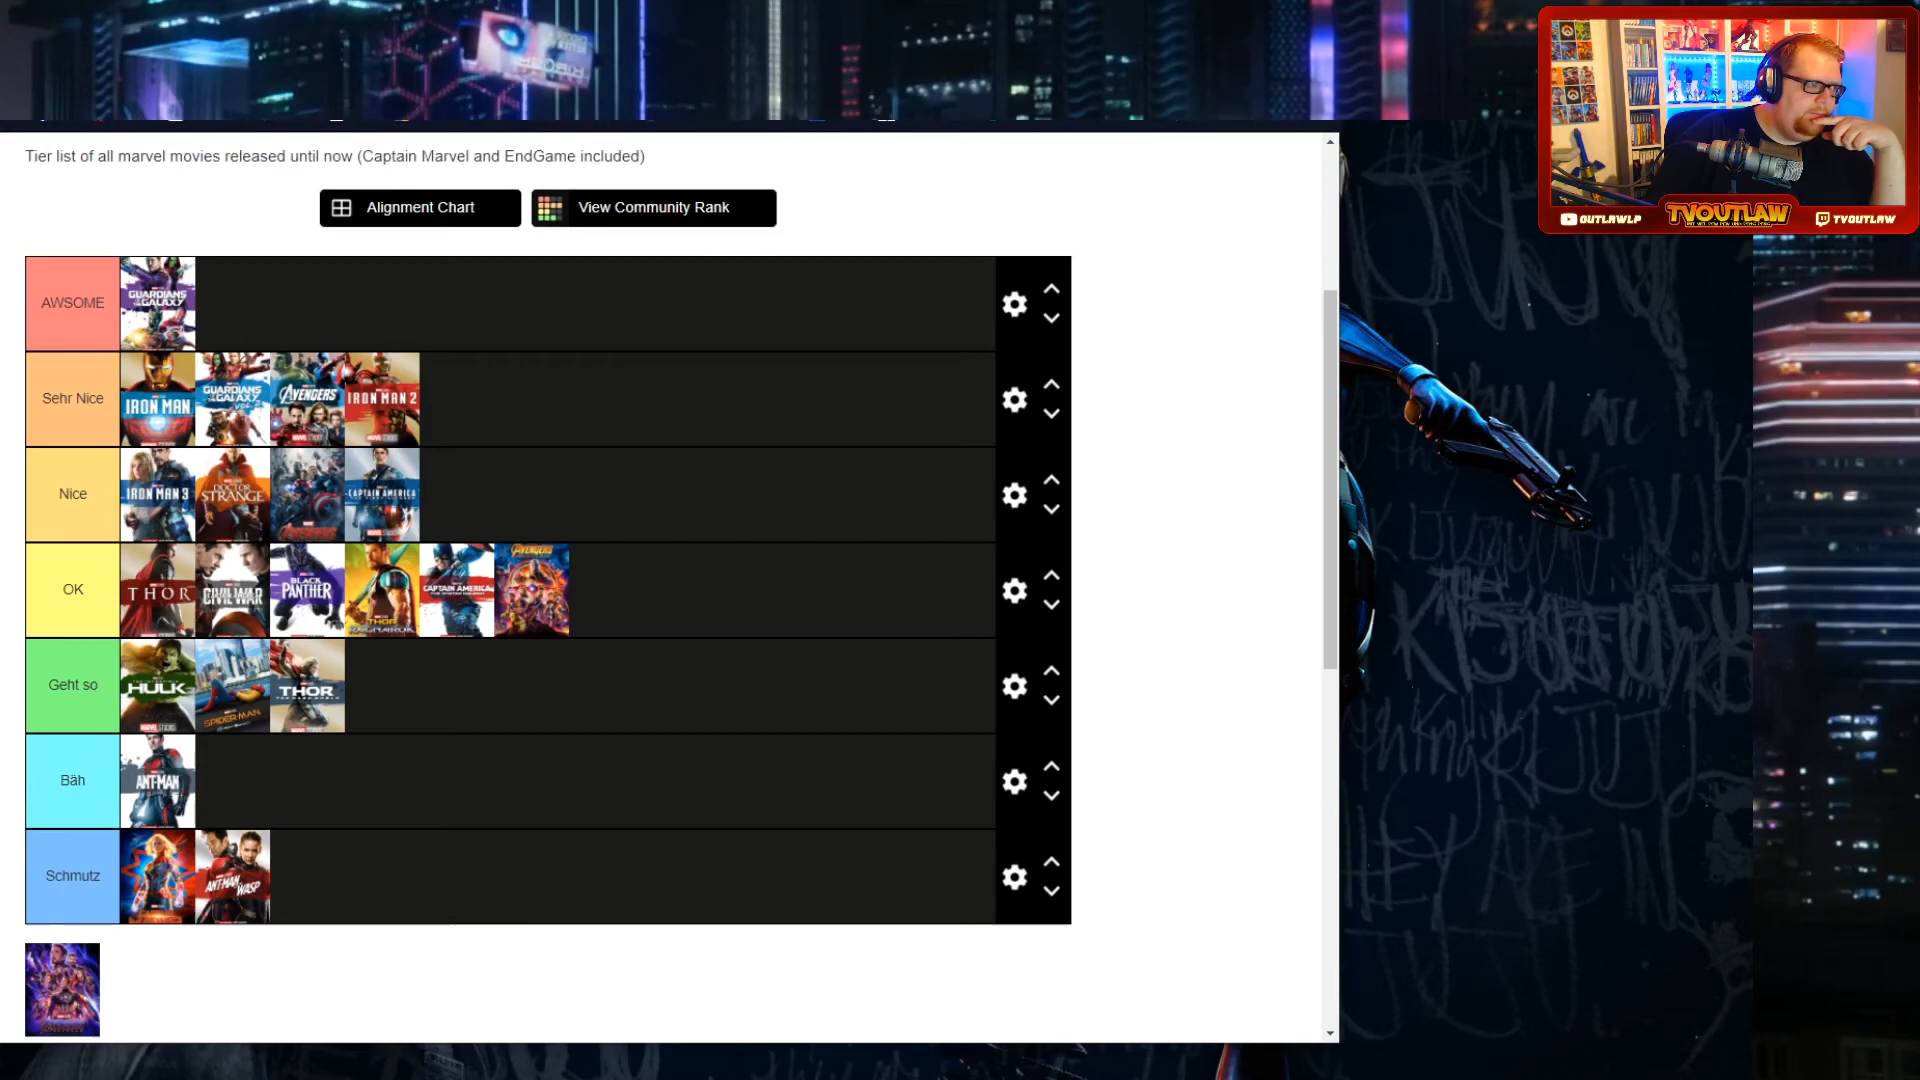 Tier list of all marvel movies released until now (Captain Marvel and EndGame included)
Alignment Chart
View Community Rank
OUTLAWLP
TVOUTLAW
TVOUTLAW
AWSOME
GUARDIANS
GALAXY
Sehr Nice
IRON MAN
GUARDIANS
GALAXY
VOL. 2
AVENGERS
IRON MAN 2
Nice
IRON MAN 3
DOCTOR
STRANGE
CAPTAIN AMERICA
OK
THOR
CIVIL WAR
BLACK
PANTHER
THOR
RAGNAROK
CAPTAIN AMERICA
AVENGERS
Geht so
HULK
SPIDER-MAN
THOR
Bäh
ANT-MAN
Schmutz
ANT-MAN
WASP